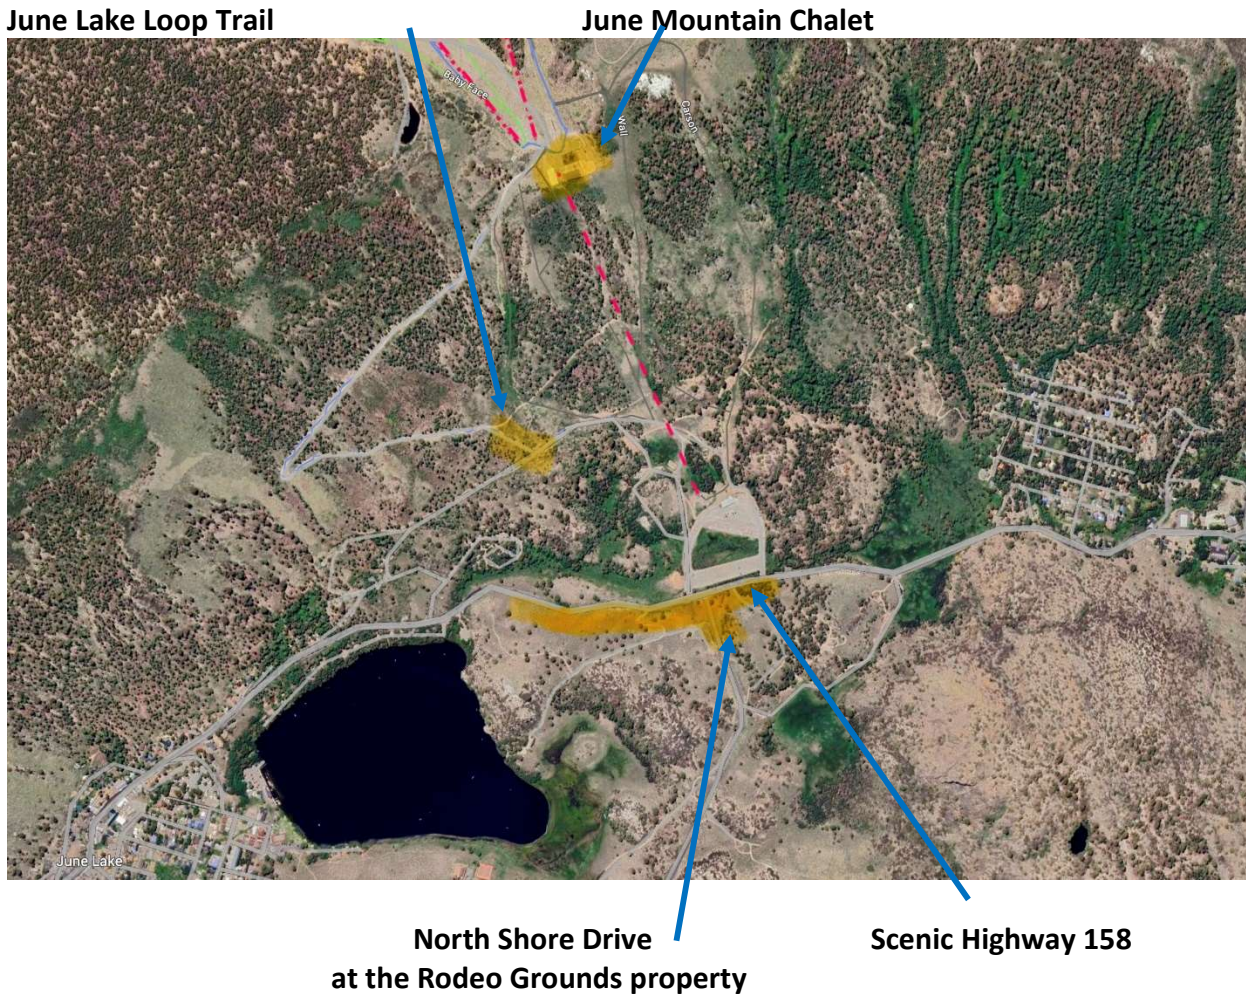 June Lake Loop Trail
June Mountain Chalet
Baby Face
Wall
Carson
June Lake
North Shore Drive
at the Rodeo Grounds property
Scenic Highway 158